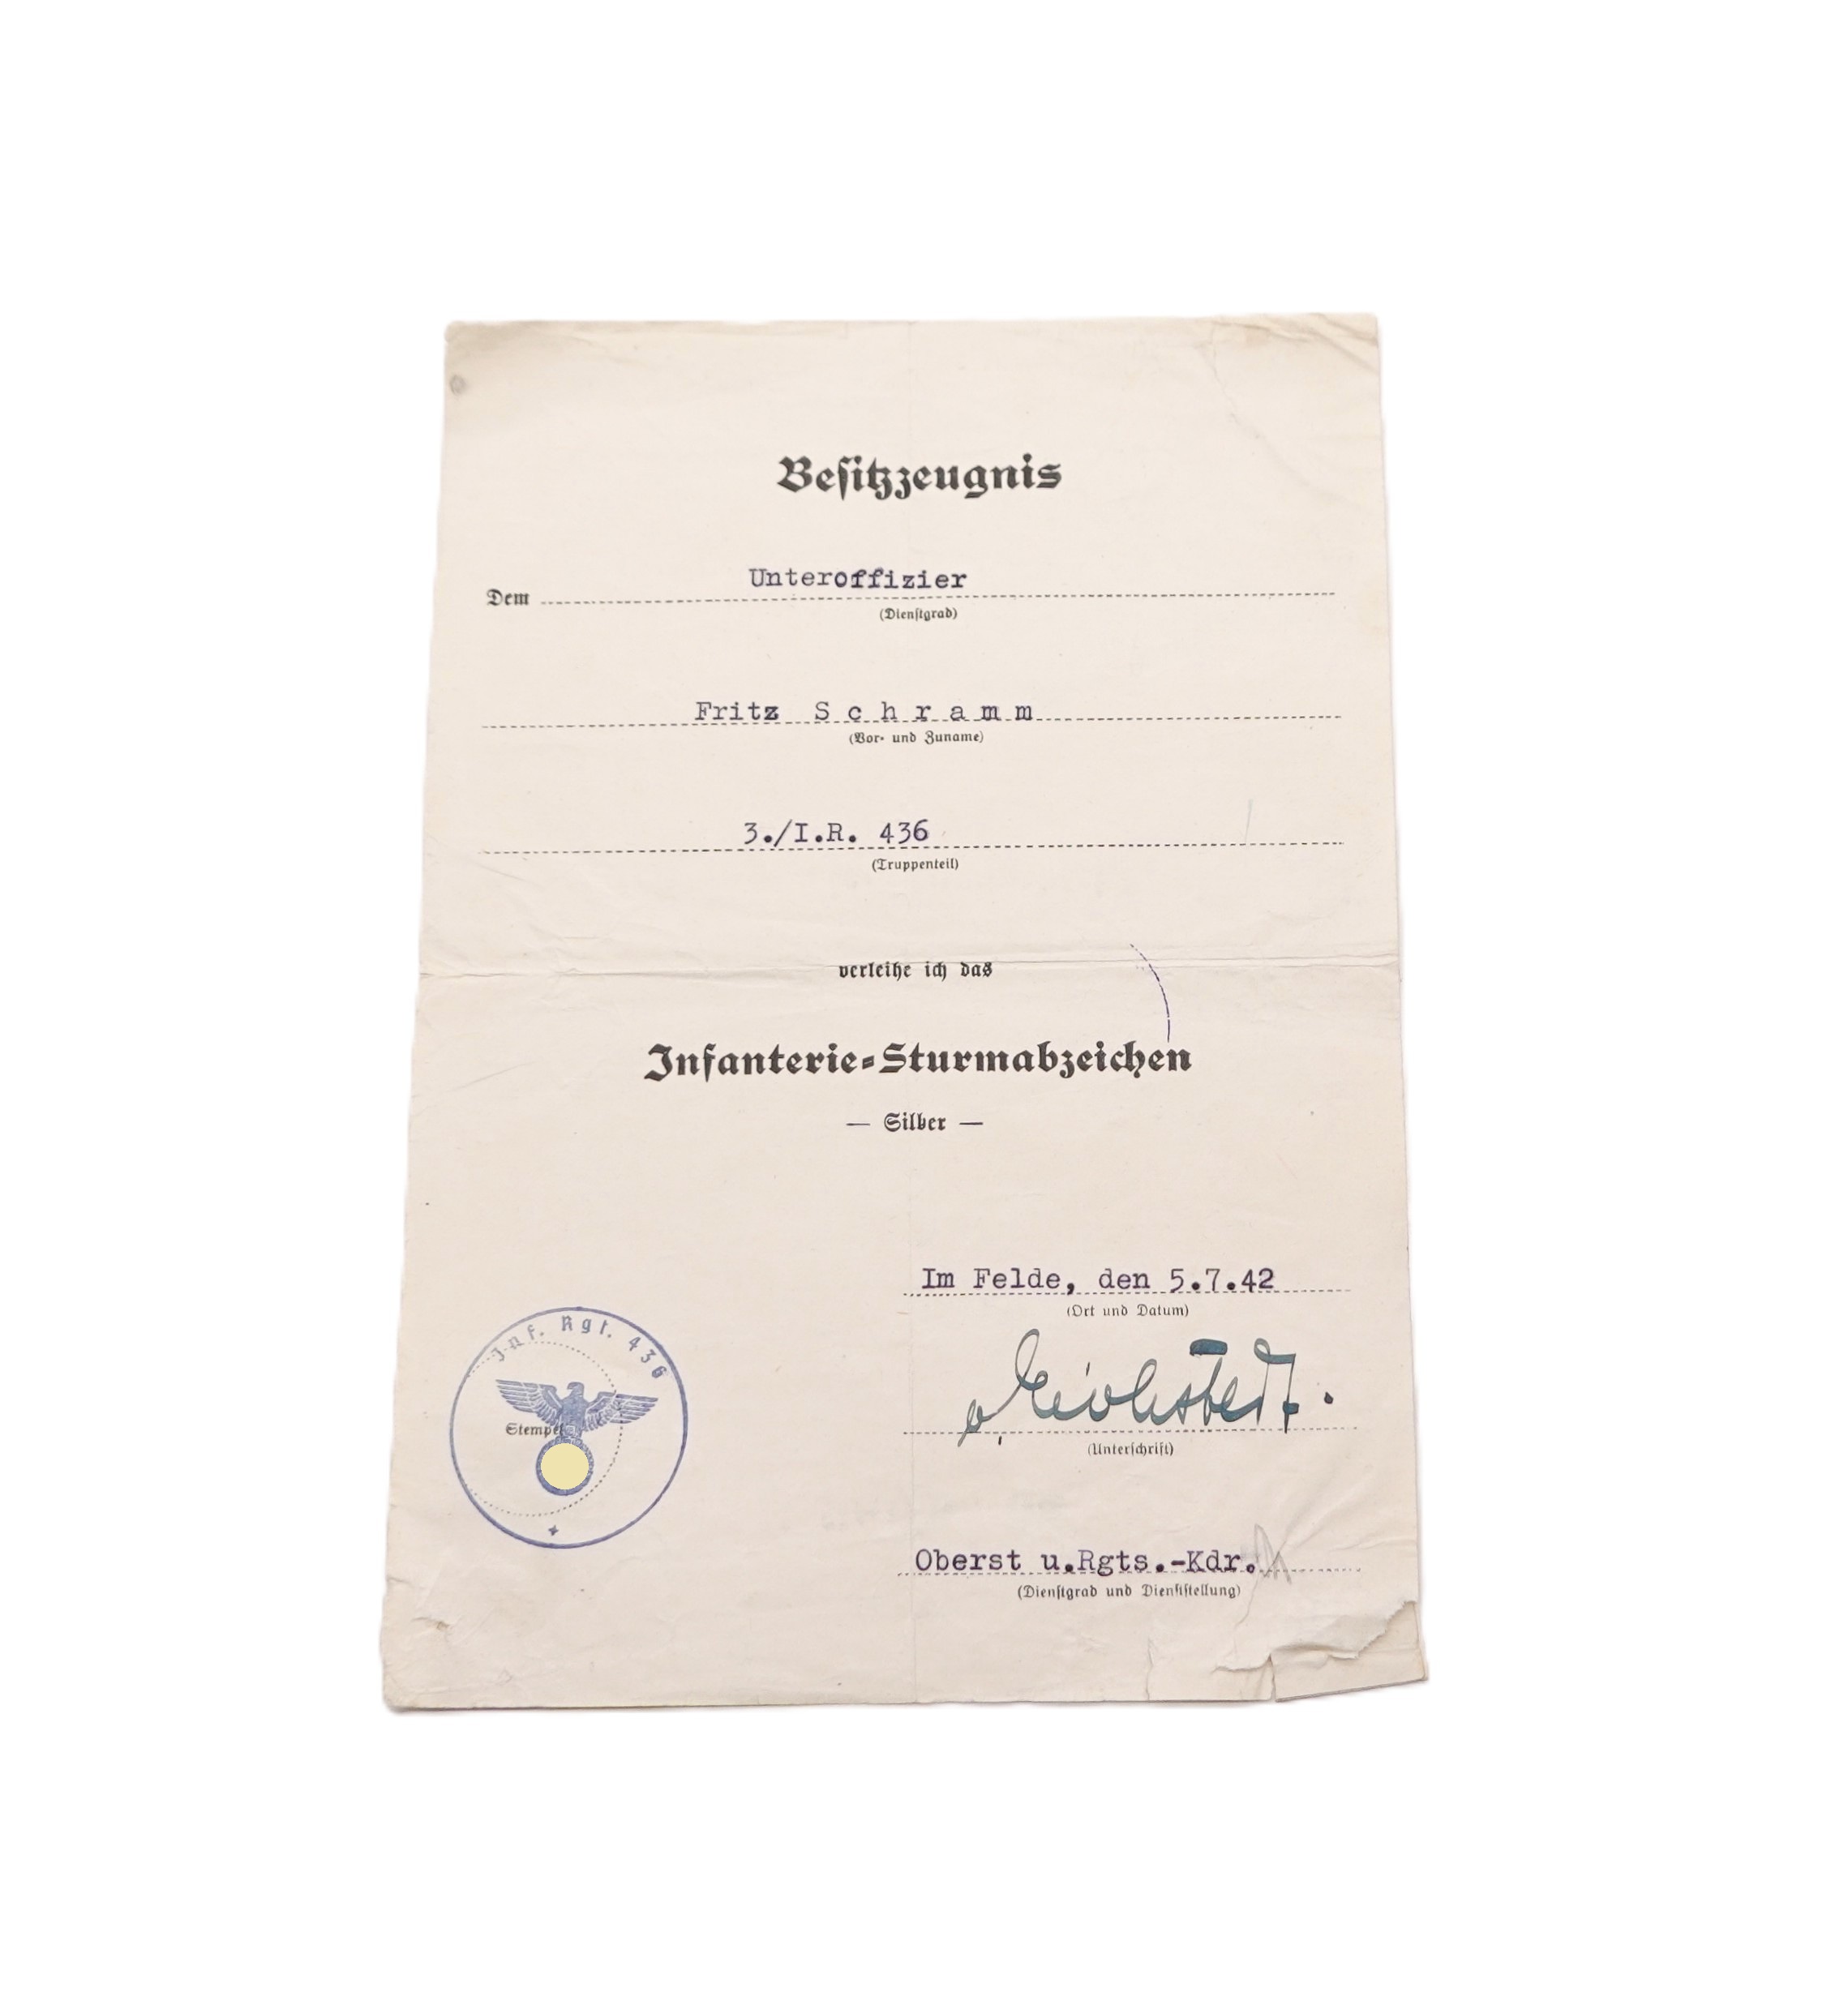 Besitzzeugnis
Dem Unteroffizier
(Dienstgrad)
Fritz Schramm
(Vor- und Zuname)
3./I.R. 436
(Truppenteil)
verleihe ich das
Infanterie-Sturmabzeichen
— Silber —
Im Felde, den 5.7.42
(Ort und Datum)
Inf. Rgt. 436
Stempel
(Unterschrift)
Oberst u.Rgts.-Kdr.
(Dienstgrad und Dienststellung)